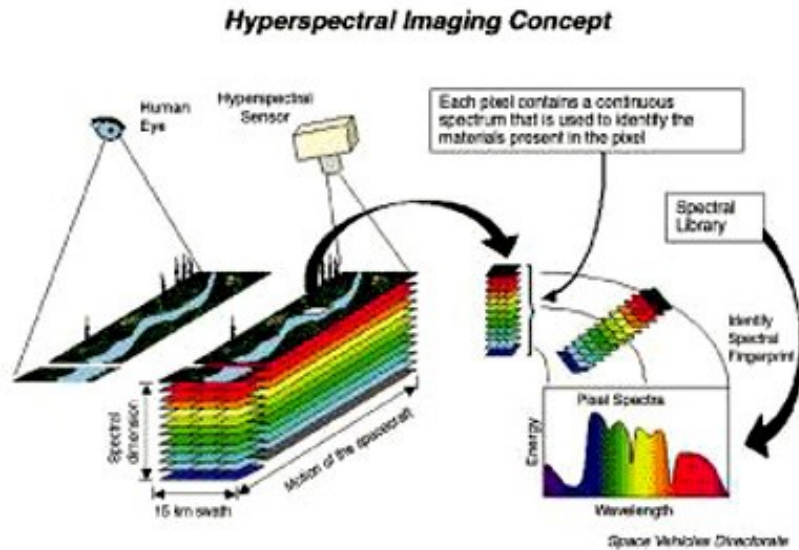 Hyperspectral Imaging Concept
Human
Eye
Hyperspectral
Sensor
Each pixel contains a continuous
spectrum that is used to identify the
materials present in the pixel
Spectral
Library
Identify
Spectral
Fingerprint
Spectral
dimension
Motion of the spacecraft
15 km swath
Pixel Spectra
Energy
Wavelength
Space Vehicles Directorate